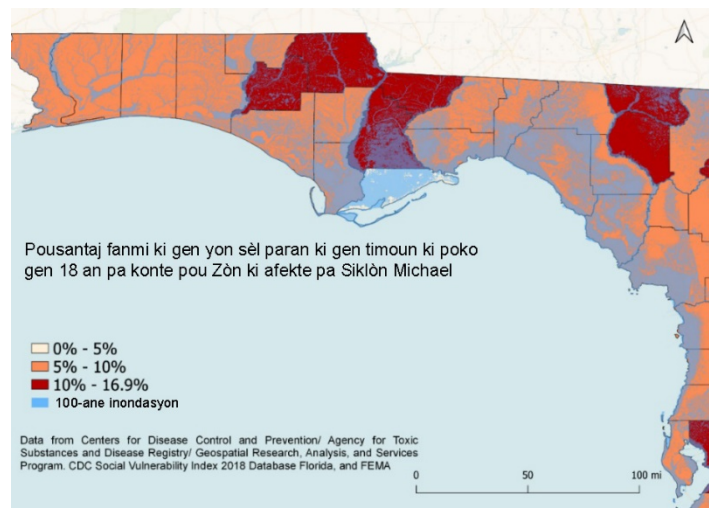 Pousantaj fanmi ki gen yon sèl paran ki gen timoun ki poko
gen 18 an pa konte pou Zòn ki afekte pa Siklòn Michael
0% - 5%
5% - 10%
10% - 16.9%
100-ane inondasyon
Data from Centers for Disease Control and Prevention/ Agency for Toxic
Substances and Disease Registry/ Geospatial Research, Analysis, and Services
Program. CDC Social Vulnerability Index 2018 Database Florida, and FEMA
0 50 100 mi